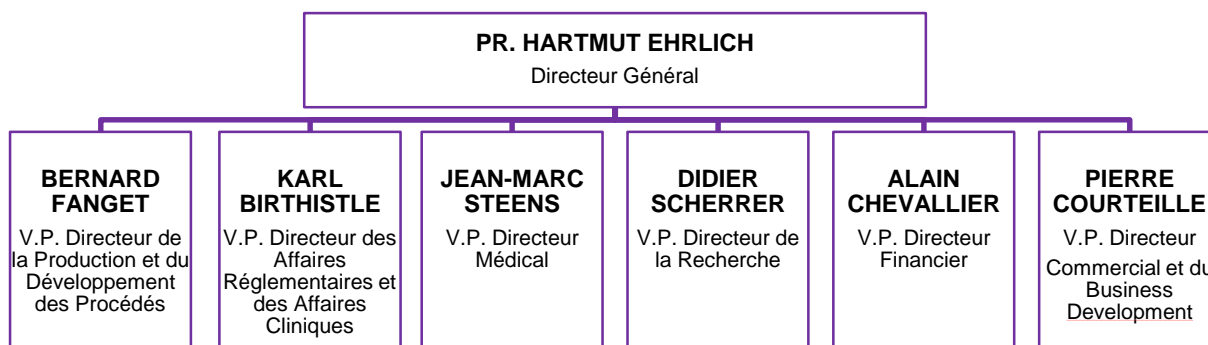 PR. HARTMUT EHRLICH
Directeur Général
BERNARD
FANGET
V.P. Directeur de
la Production et du
Développement
des Procédés
KARL
BIRTHISTLE
V.P. Directeur des
Affaires
Réglementaires et
des Affaires
Cliniques
JEAN-MARC
STEENS
V.P. Directeur
Médical
DIDIER
SCHERRER
V.P. Directeur de
la Recherche
ALAIN
CHEVALLIER
V.P. Directeur
Financier
PIERRE
COURTEILLE
V.P. Directeur
Commercial et du
Business
Development